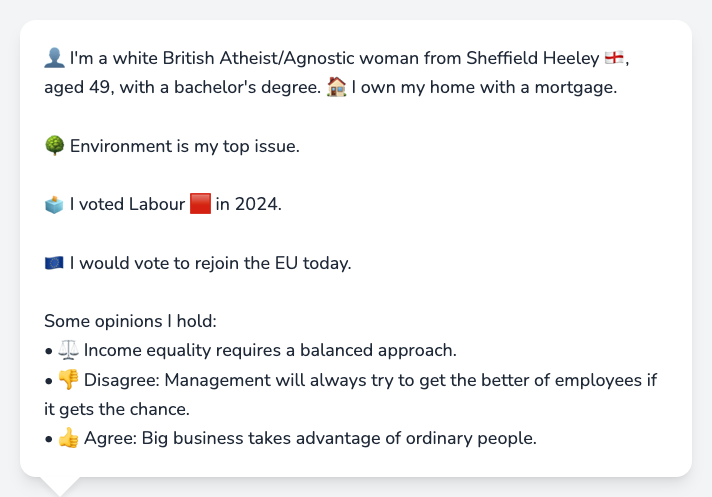 👤 I'm a white British Atheist/Agnostic woman from Sheffield Heeley 🏴󠁧󠁢󠁥󠁮󠁧󠁿,
aged 49, with a bachelor's degree. 🏠 I own my home with a mortgage.
🌳 Environment is my top issue.
🗳️ I voted Labour 🟥 in 2024.
🇪🇺 I would vote to rejoin the EU today.
Some opinions I hold:
• ⚖️ Income equality requires a balanced approach.
• 👎 Disagree: Management will always try to get the better of employees if
it gets the chance.
• 👍 Agree: Big business takes advantage of ordinary people.